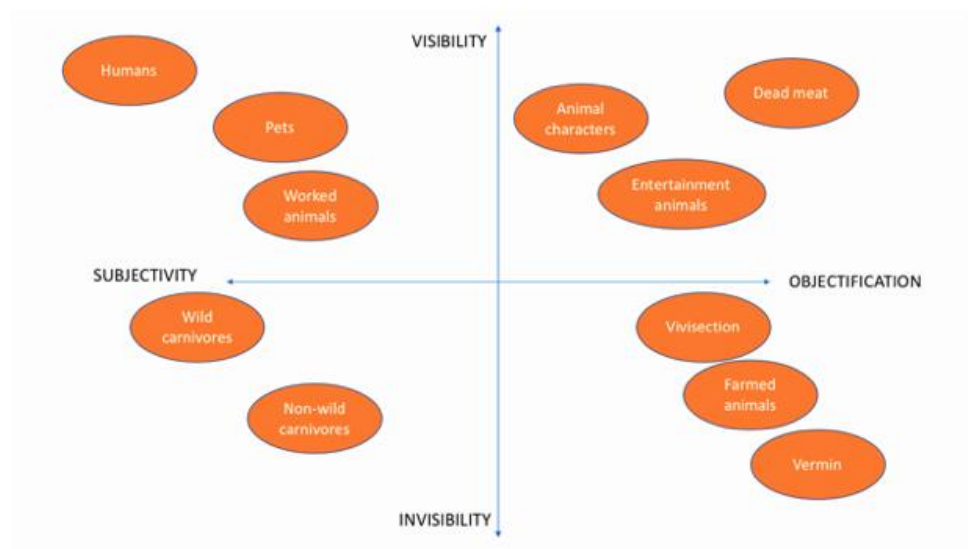 VISIBILITY
Humans
Dead meat
Animal
characters
Pets
Worked
animals
Entertainment
animals
SUBJECTIVITY
OBJECTIFICATION
Wild
carnivores
Vivisection
Farmed
animals
Non-wild
carnivores
Vermin
INVISIBILITY